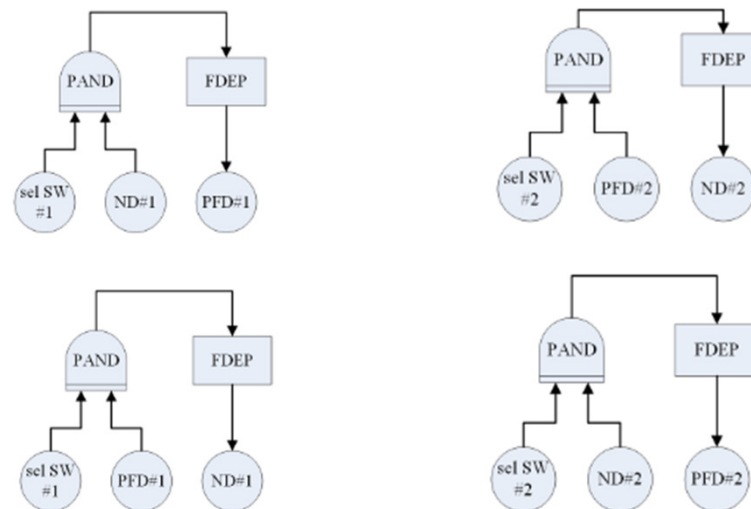 PAND
FDEP
sel SW
#1
ND#1
PFD#1
PAND
FDEP
sel SW
#2
PFD#2
ND#2
PAND
FDEP
sel SW
#1
PFD#1
ND#1
PAND
FDEP
sel SW
#2
ND#2
PFD#2